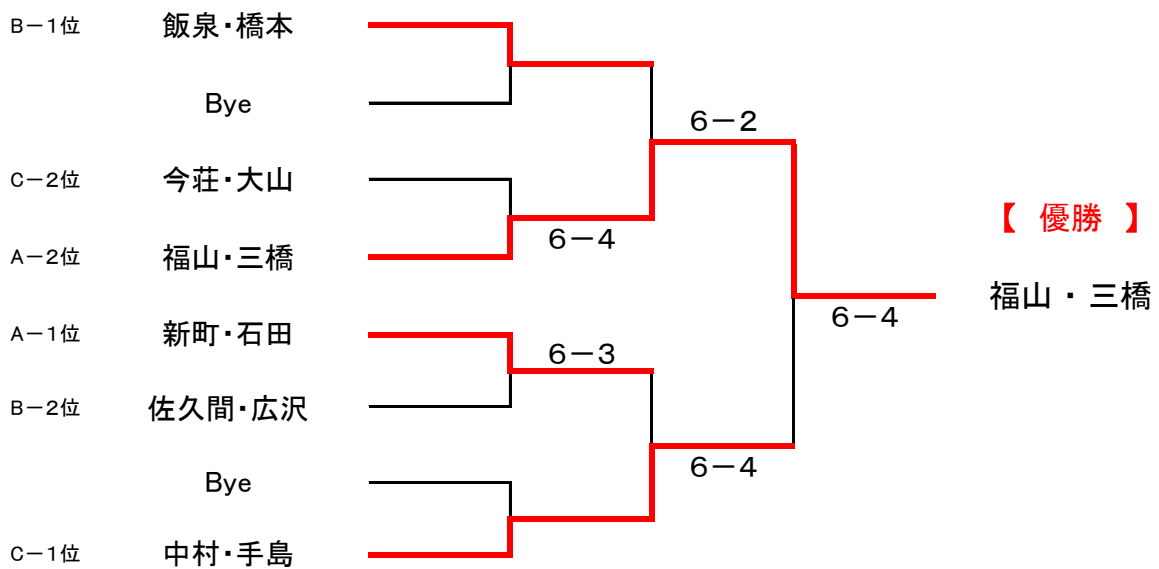 B－1位 飯泉・橋本
Bye
6－2
C－2位 今荘・大山
【 優勝 】
6－4
A－2位 福山・三橋
福山 ・ 三橋
6－4
A－1位 新町・石田
6－3
B－2位 佐久間・広沢
6－4
Bye
C－1位 中村・手島